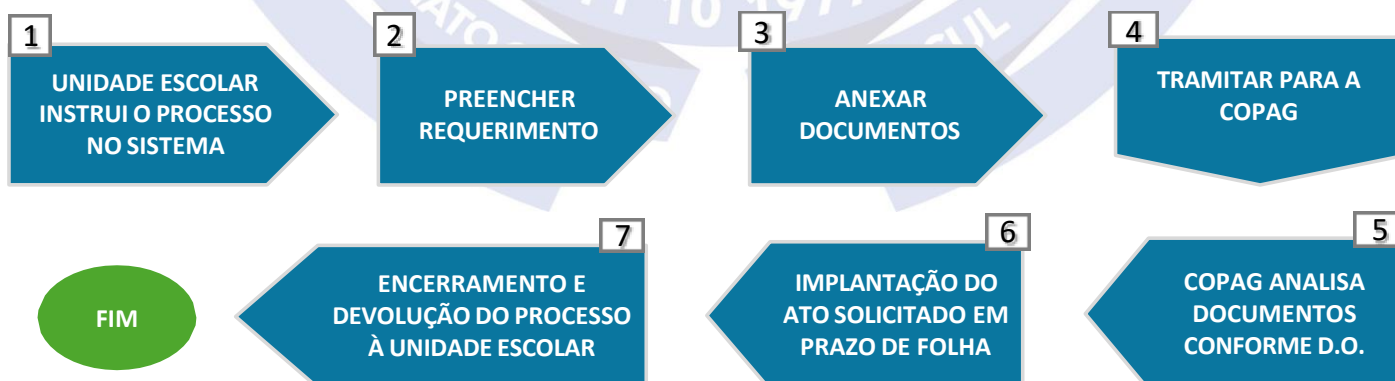 1
UNIDADE ESCOLAR
INSTRUI O PROCESSO
NO SISTEMA
2
PREENCHER
REQUERIMENTO
3
ANEXAR
DOCUMENTOS
4
TRAMITAR PARA A
COPAG
5
COPAG ANALISA
DOCUMENTOS
CONFORME D.O.
6
IMPLANTAÇÃO DO
ATO SOLICITADO EM
PRAZO DE FOLHA
7
ENCERRAMENTO E
DEVOLUÇÃO DO PROCESSO
À UNIDADE ESCOLAR
FIM